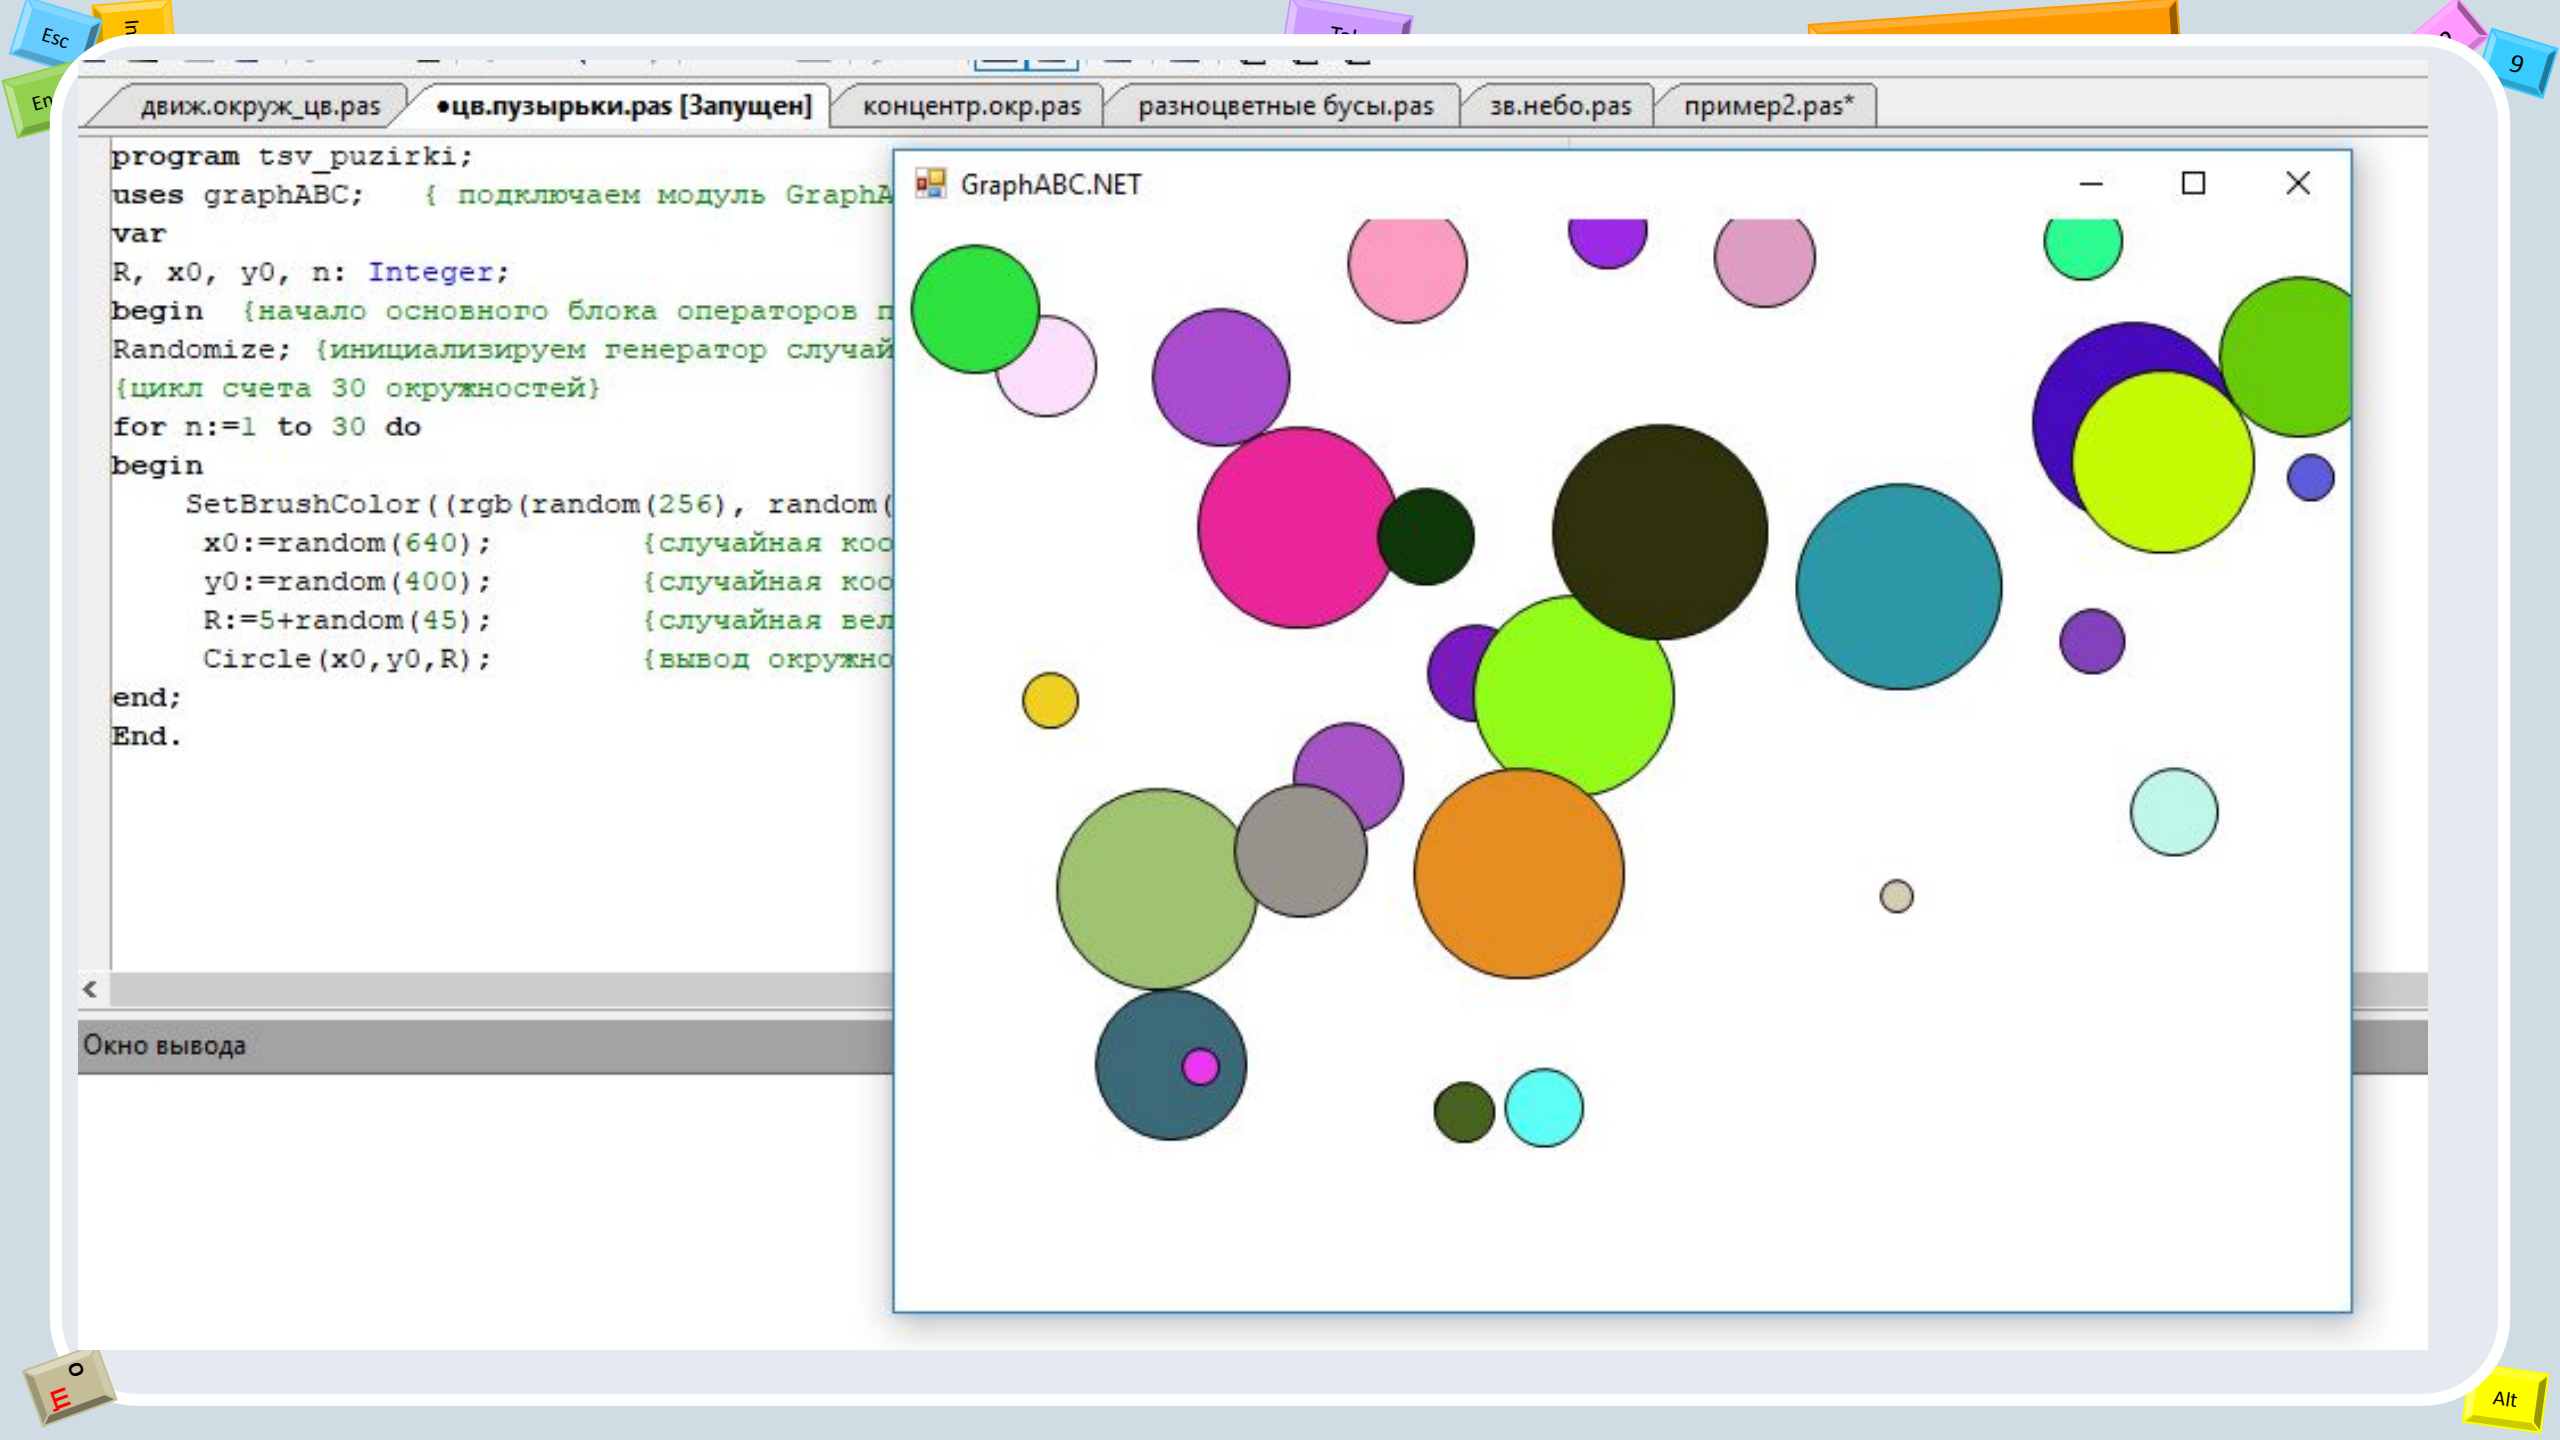 Esc
9
движ.окруж_цв.pas
•цв.пузырьки.pas [Запущен]
концентр.окр.pas
разноцветные бусы.pas
зв.небо.pas
пример2.pas*
program tsv_puzirki;
uses graphABC;   { подключаем модуль GraphA
var
R, x0, y0, n: Integer;
begin  {начало основного блока операторов п
Randomize; {инициализируем генератор случай
{цикл счета 30 окружностей}
for n:=1 to 30 do
begin
SetBrushColor((rgb(random(256), random(
x0:=random(640);         {случайная коо
y0:=random(400);         {случайная коо
R:=5+random(45);         {случайная вел
Circle(x0,y0,R);         {вывод окружно
end;
End.
GraphABC.NET
Окно вывода
Alt